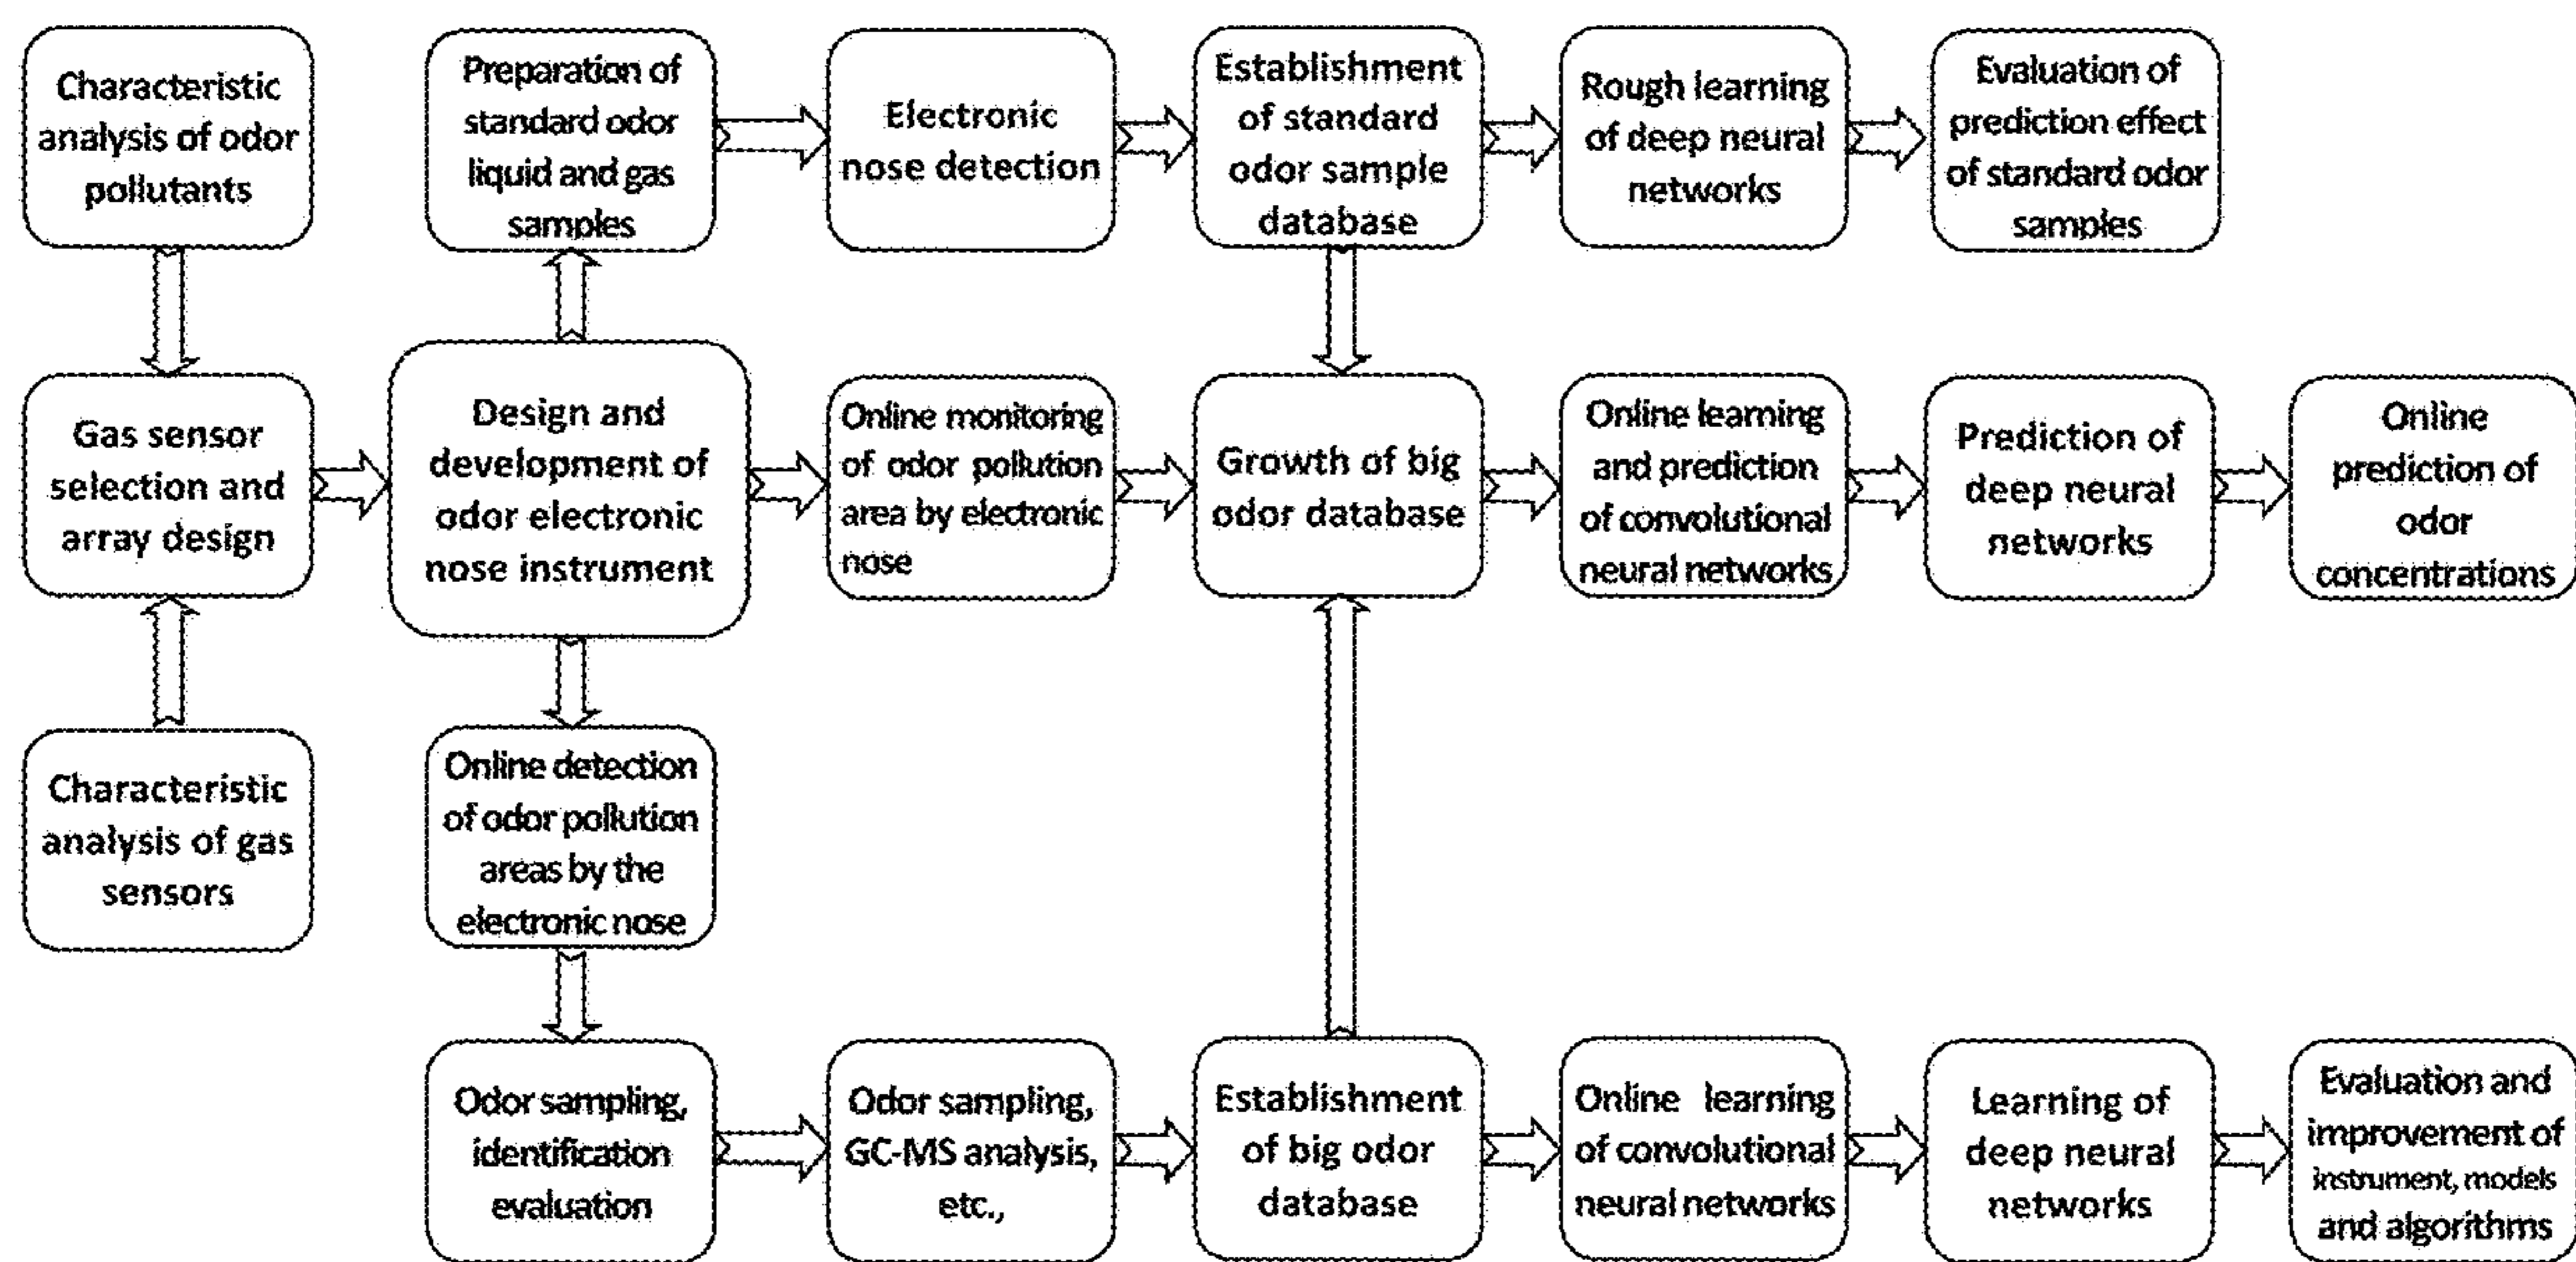 Characteristic
analysis of odor
pollutants
Preparation of
standard odor
liquid and gas
samples
Electronic
nose detection
Establishment
of standard
odor sample
database
Rough learning
of deep neural
networks
Evaluation of
prediction effect
of standard odor
samples
Gas sensor
selection and
array design
Design and
development of
odor electronic
nose instrument
Online monitoring
of odor pollution
area by electronic
nose
Growth of big
odor database
Online learning
and prediction
of convolutional
neural networks
Prediction of
deep neural
networks
Online
prediction of
odor
concentrations
Characteristic
analysis of gas
sensors
Online detection
of odor pollution
areas by the
electronic nose
Odor sampling,
identification
evaluation
Odor sampling,
GC-MS analysis,
etc.,
Establishment
of big odor
database
Online learning
of convolutional
neural networks
Learning of
deep neural
networks
Evaluation and
improvement of
instrument, models
and algorithms